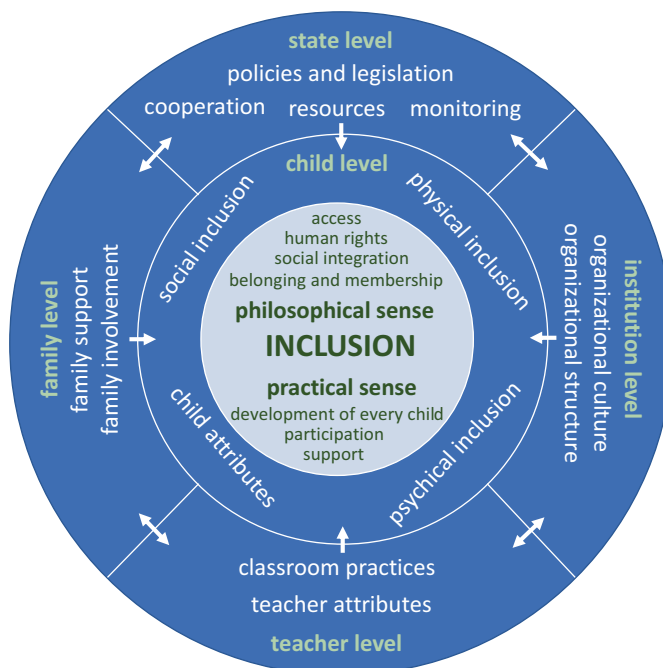 state level
policies and legislation
cooperation resources monitoring
child level
social inclusion
physical inclusion
access
human rights
social integration
belonging and membership
philosophical sense
INCLUSION
practical sense
development of every child
participation
support
child attributes
psychical inclusion
family level
family support
family involvement
institution level
organizational culture
organizational structure
classroom practices
teacher attributes
teacher level